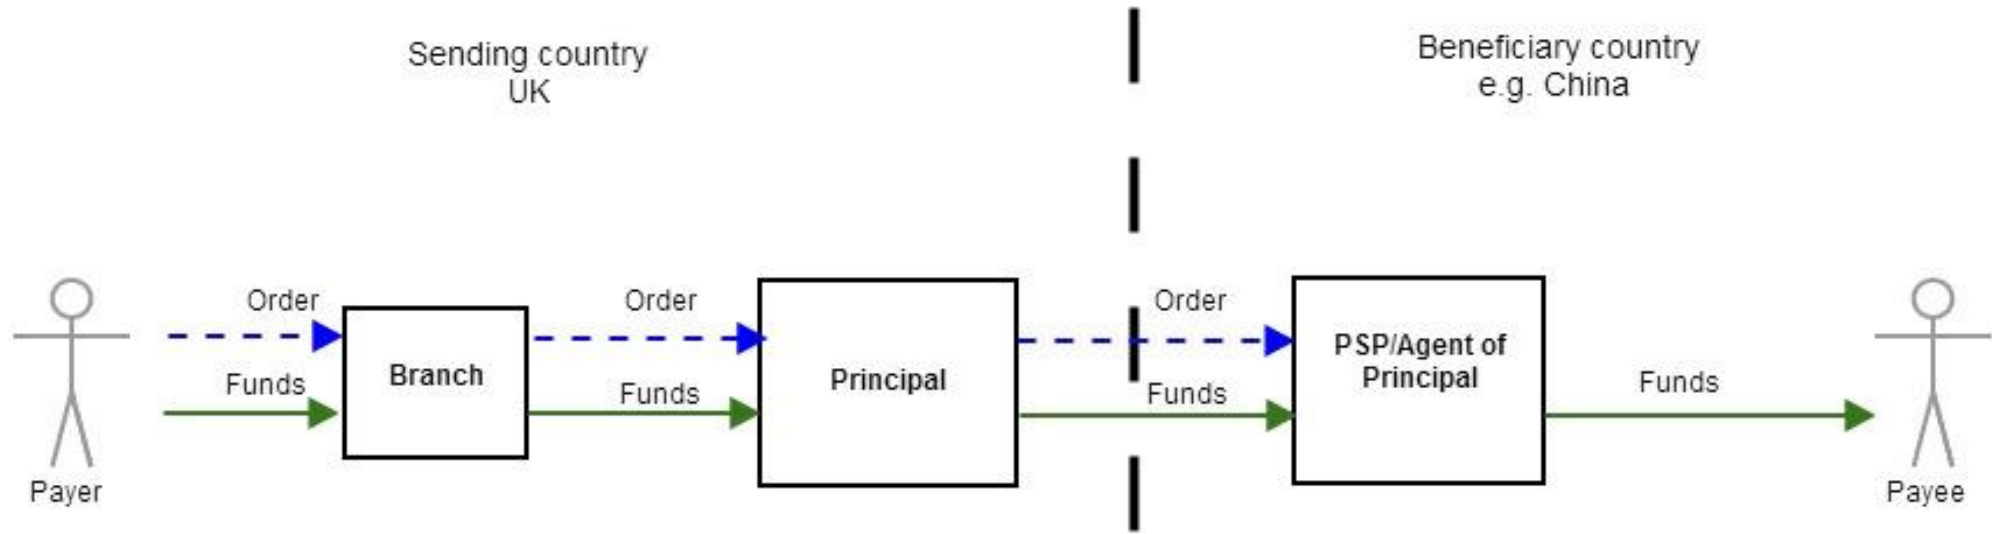 Sending country
UK
Beneficiary country
e.g. China
Order
Order
Order
Funds
Funds
Funds
Funds
Branch
Principal
PSP/Agent of
Principal
Payer
Payee